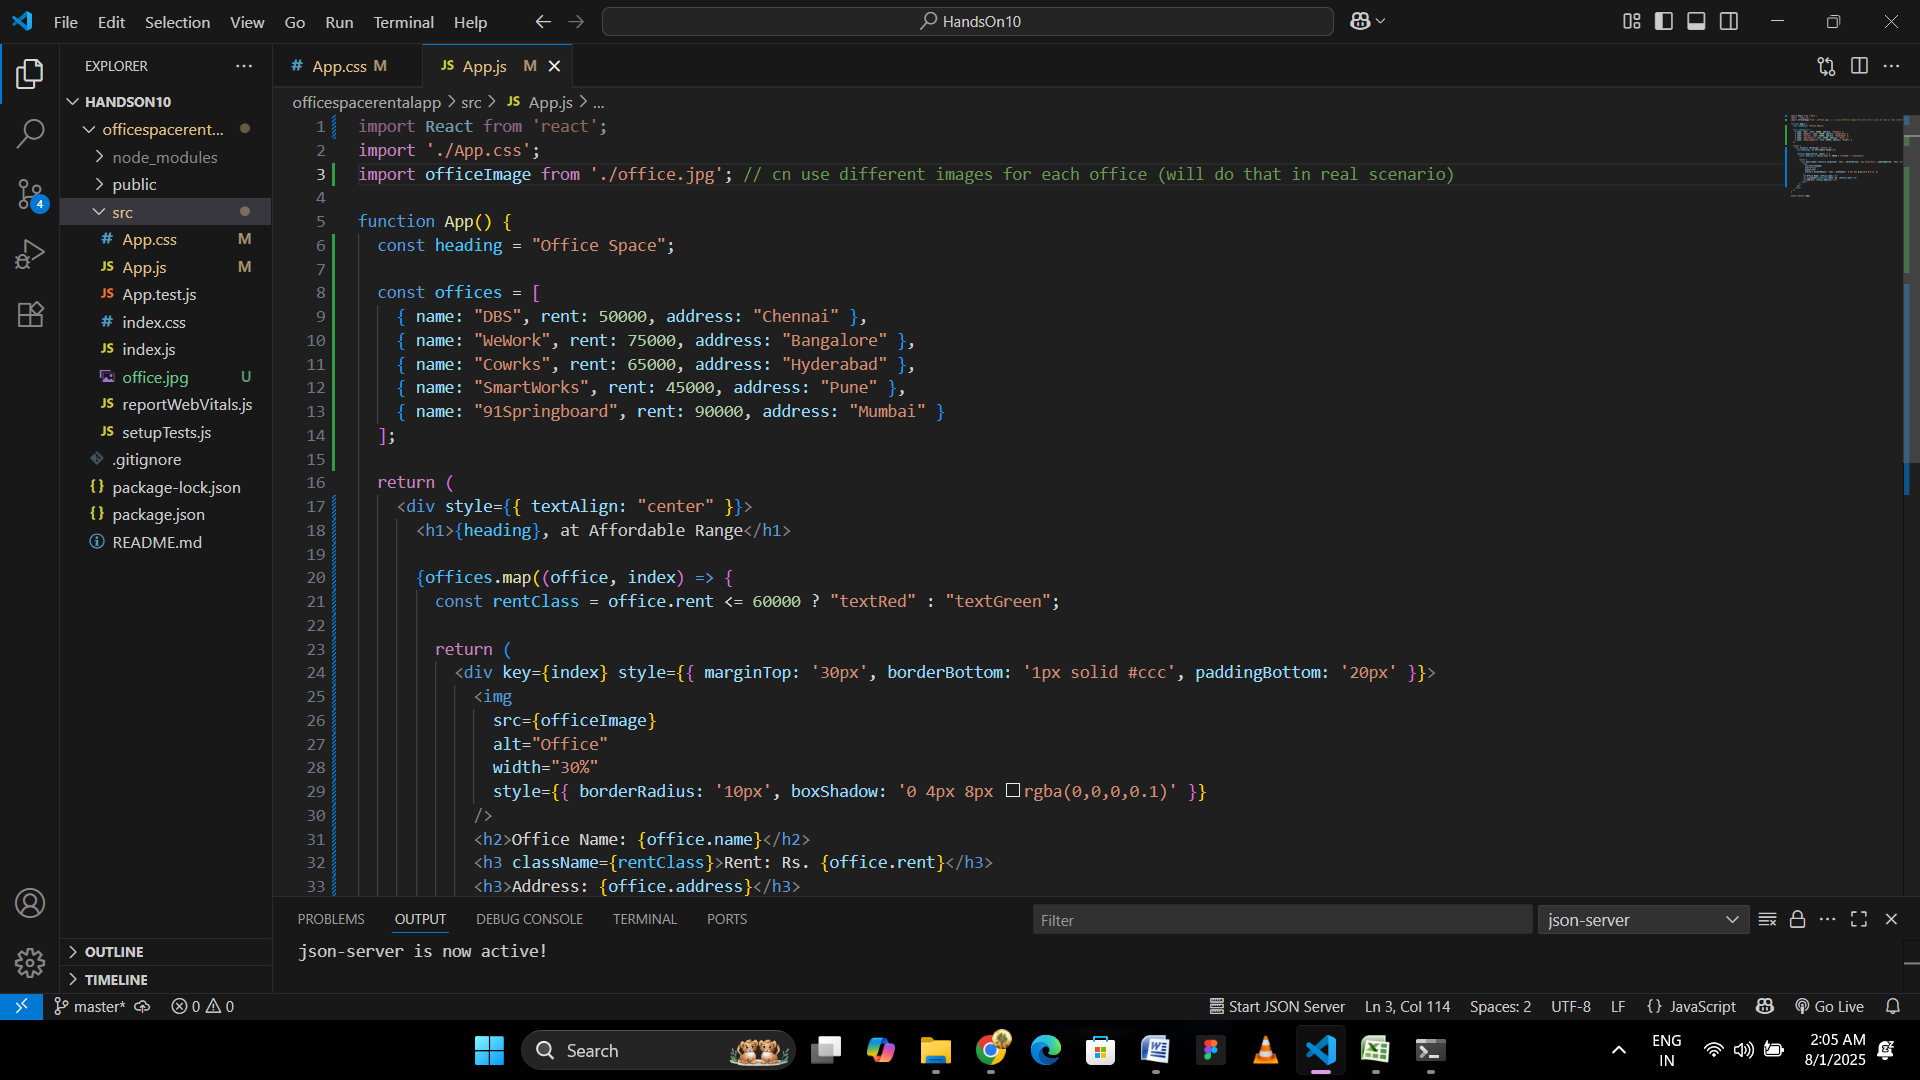 File Edit Selection View Go Run Terminal Help
HandsOn10
EXPLORER
HANDSON10
officespacerent...
node_modules
public
src
# App.css M
JS App.js M
JS App.test.js
# index.css
JS index.js
office.jpg U
JS reportWebVitals.js
JS setupTests.js
.gitignore
{} package-lock.json
{} package.json
README.md
OUTLINE
TIMELINE
4
# App.css M
JS App.js M
officespacerentalapp > src > JS App.js > ...
1 import React from 'react';
2 import './App.css';
3 import officeImage from './office.jpg'; // cn use different images for each office (will do that in real scenario)
4
5 function App() {
6 const heading = "Office Space";
7
8 const offices = [
9 { name: "DBS", rent: 50000, address: "Chennai" },
10 { name: "WeWork", rent: 75000, address: "Bangalore" },
11 { name: "Cowrks", rent: 65000, address: "Hyderabad" },
12 { name: "SmartWorks", rent: 45000, address: "Pune" },
13 { name: "91Springboard", rent: 90000, address: "Mumbai" }
14 ];
15
16 return (
17 <div style={{ textAlign: "center" }}>
18 <h1>{heading}, at Affordable Range</h1>
19
20 {offices.map((office, index) => {
21 const rentClass = office.rent <= 60000 ? "textRed" : "textGreen";
22
23 return (
24 <div key={index} style={{ marginTop: '30px', borderBottom: '1px solid #ccc', paddingBottom: '20px' }}>
25 <img
26 src={officeImage}
27 alt="Office"
28 width="30%"
29 style={{ borderRadius: '10px', boxShadow: '0 4px 8px rgba(0,0,0,0.1)' }}
30 />
31 <h2>Office Name: {office.name}</h2>
32 <h3 className={rentClass}>Rent: Rs. {office.rent}</h3>
33 <h3>Address: {office.address}</h3>
PROBLEMS OUTPUT DEBUG CONSOLE TERMINAL PORTS
Filter
json-server
json-server is now active!
master* 0 0
Start JSON Server Ln 3, Col 114 Spaces: 2 UTF-8 LF {} JavaScript Go Live
Search
ENG
IN
2:05 AM
8/1/2025